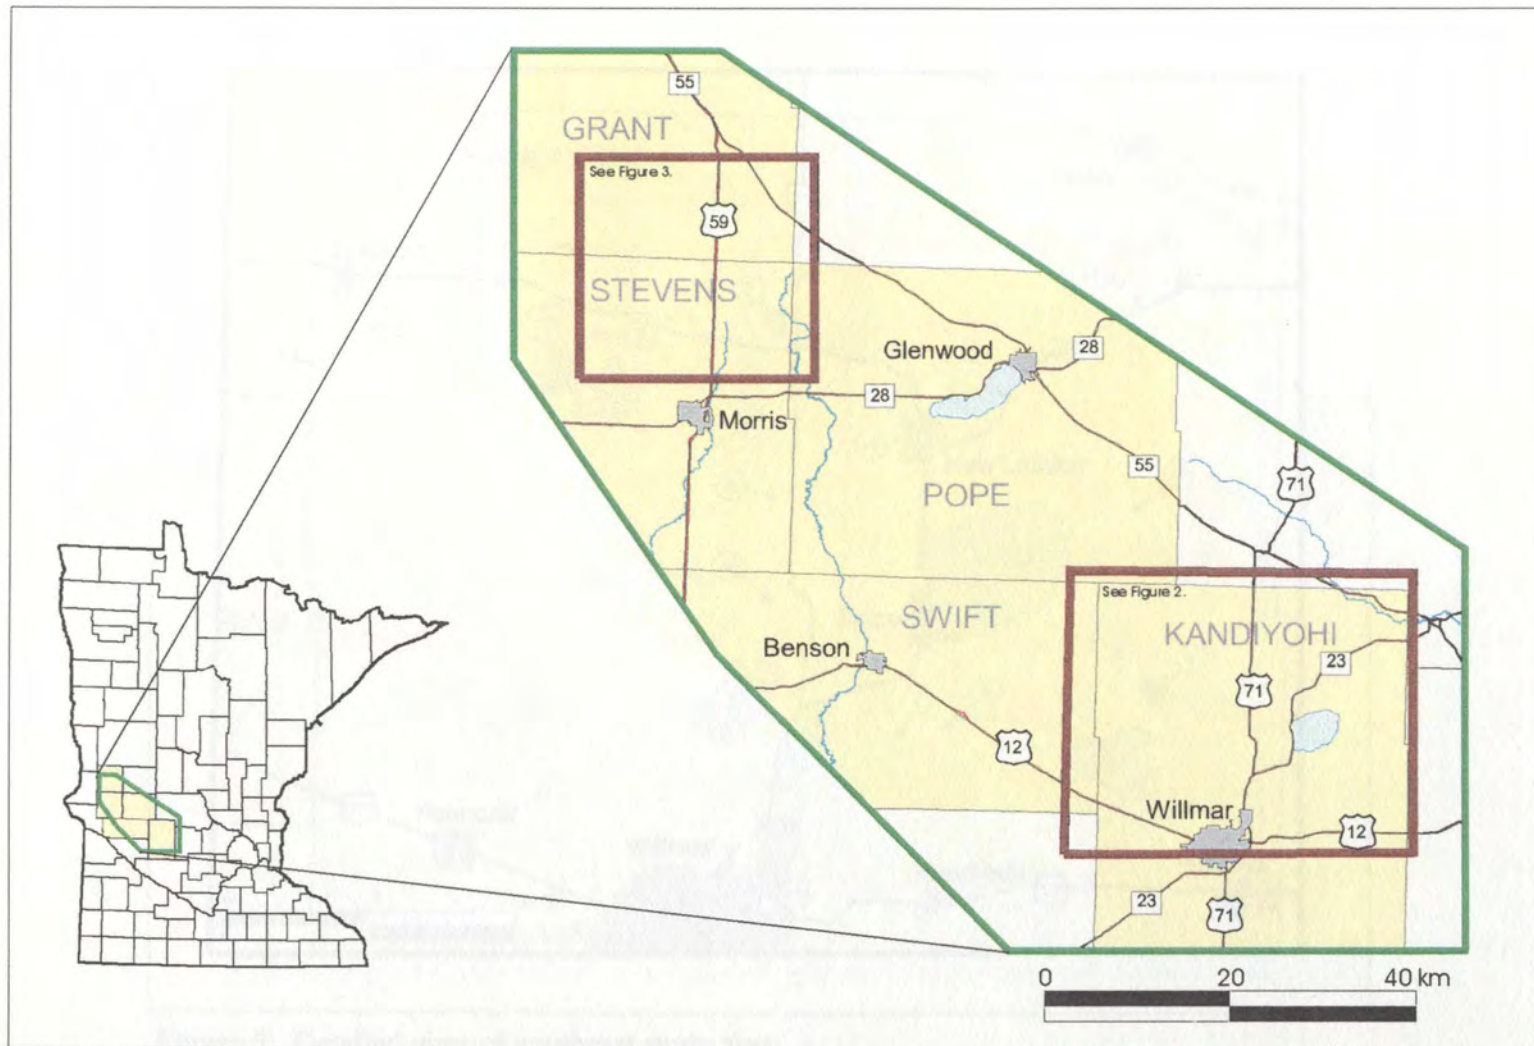 55
GRANT
See Figure 3.
59
STEVENS
Glenwood
28
28
Morris
55
71
POPE
See Figure 2.
SWIFT
KANDIYOHI
Benson
23
71
12
Willmar
12
23
71
0 20 40 km